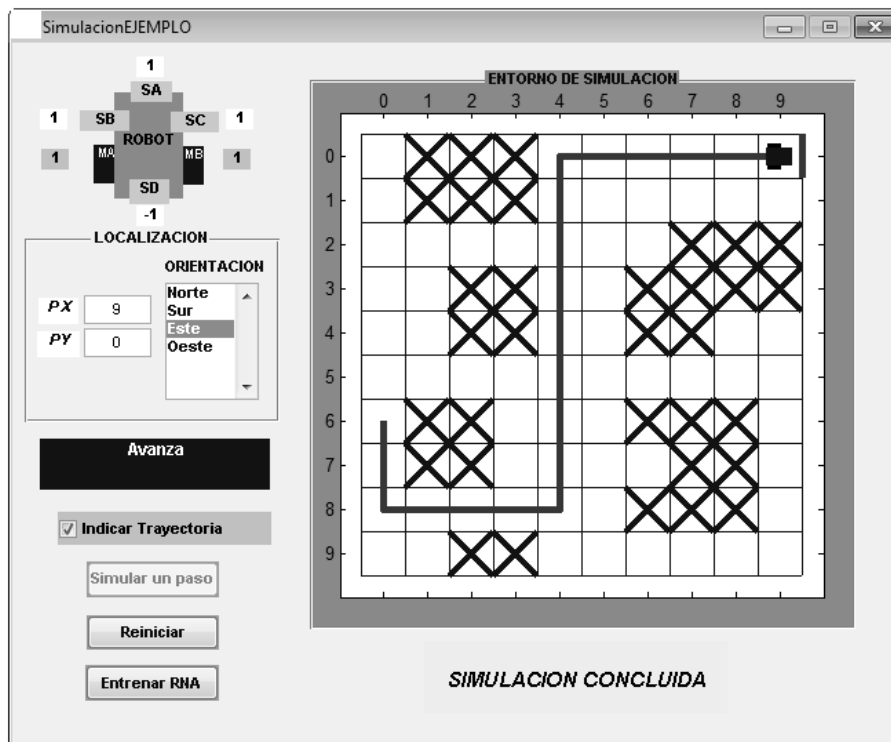 SimulacionEJEMPLO
1
SA
1 SB SC 1
ROBOT
1 MA MB 1
SD
-1
LOCALIZACION
ORIENTACION
PX 9
PY 0
Norte
Sur
Este
Oeste
Avanza
Indicar Trayectoria
Simular un paso
Reiniciar
Entrenar RNA
ENTORNO DE SIMULACION
0 1 2 3 4 5 6 7 8 9
0
1
2
3
4
5
6
7
8
9
SIMULACION CONCLUIDA